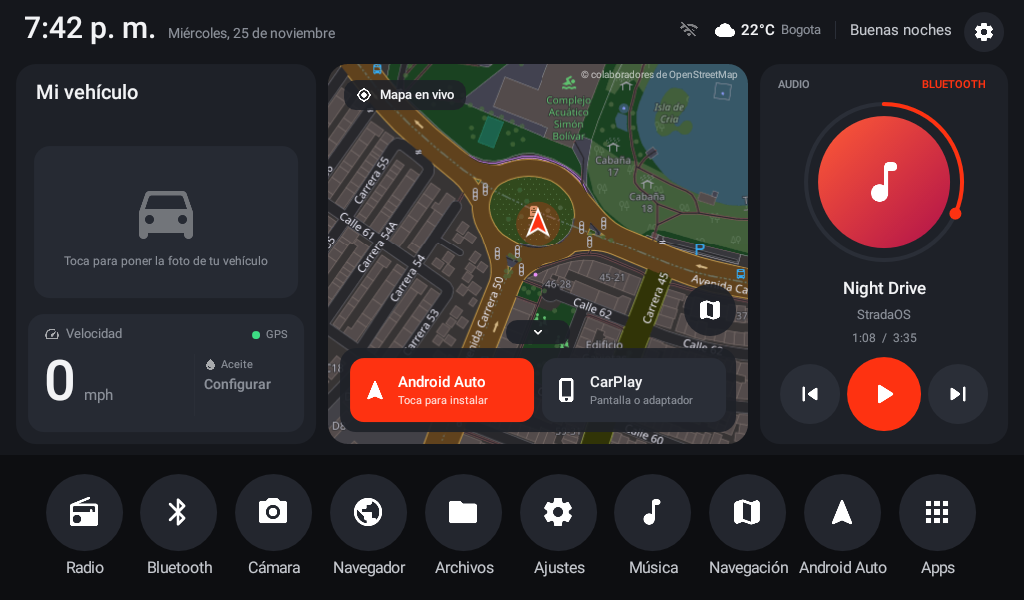 7:42 p. m.
Miércoles, 25 de noviembre
22°C
Bogota
Buenas noches
Mi vehículo
Toca para poner la foto de tu vehículo
Velocidad
GPS
0
mph
Aceite
Configurar
© colaboradores de OpenStreetMap
Mapa en vivo
Complejo
Acuático
Simón
Bolívar
Isla de
Cría
Cabaña
17
Cabaña
18
Carrera 55
Calle 61
Carrera 54A
Carrera 54
Carrera 53
Carrera 50
Carrera 45
46-28
45-21
Calle 62
Avenida Ca
P
Edificio
Calle 60
Android Auto
Toca para instalar
CarPlay
Pantalla o adaptador
AUDIO
BLUETOOTH
Night Drive
StradaOS
1:08 / 3:35
Radio
Bluetooth
Cámara
Navegador
Archivos
Ajustes
Música
Navegación
Android Auto
Apps